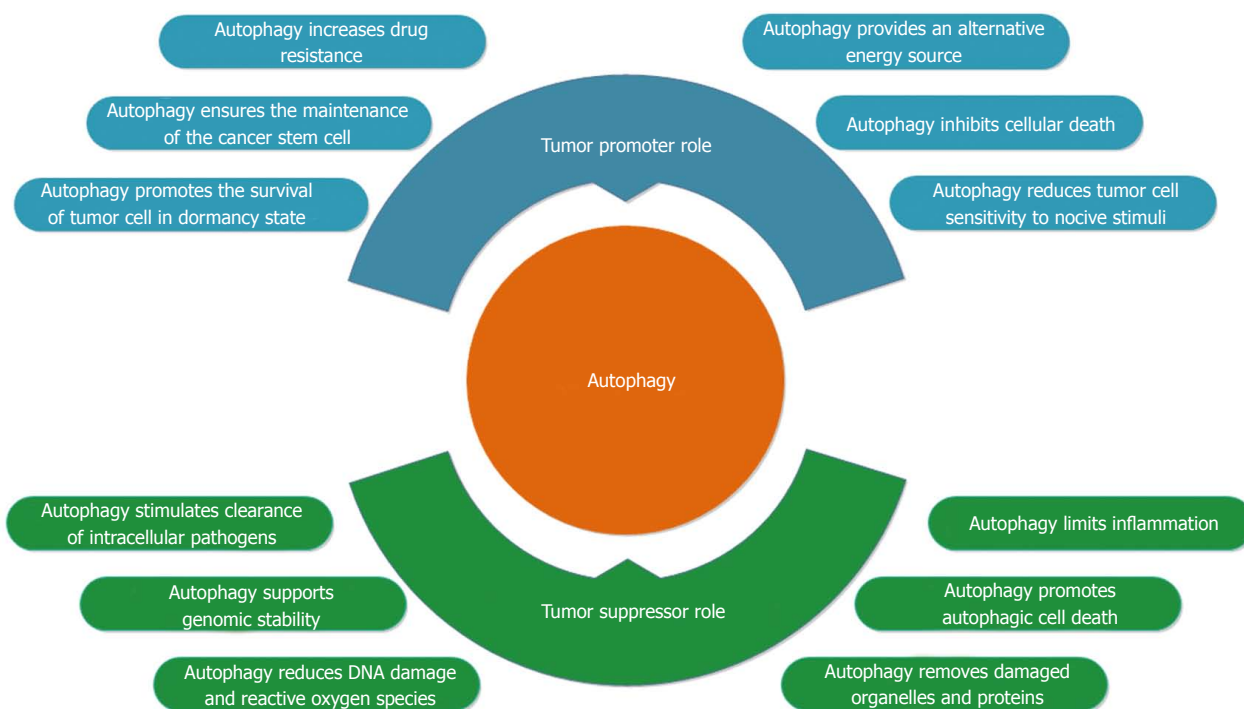 Autophagy increases drug
resistance
Autophagy provides an alternative
energy source
Autophagy ensures the maintenance
of the cancer stem cell
Tumor promoter role
Autophagy inhibits cellular death
Autophagy promotes the survival
of tumor cell in dormancy state
Autophagy reduces tumor cell
sensitivity to nocive stimuli
Autophagy
Autophagy stimulates clearance
of intracellular pathogens
Autophagy limits inflammation
Autophagy supports
genomic stability
Tumor suppressor role
Autophagy promotes
autophagic cell death
Autophagy reduces DNA damage
and reactive oxygen species
Autophagy removes damaged
organelles and proteins